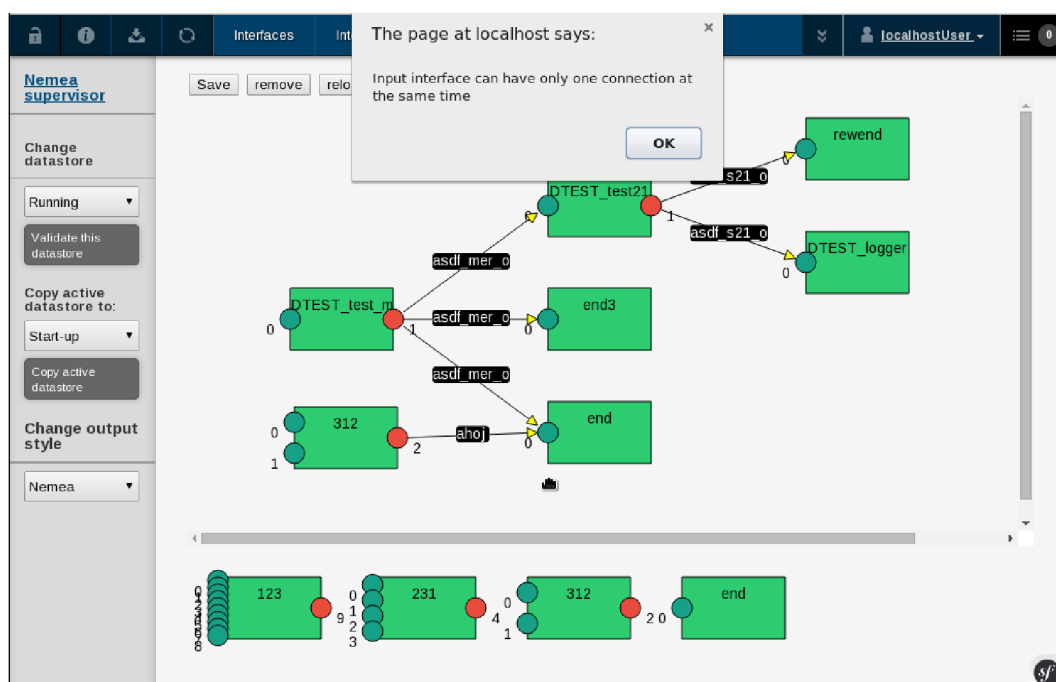 Interfaces
Int
localhostUser
0
The page at localhost says:
×
Input interface can have only one connection at
the same time
OK
Nemea
supervisor
Save
remove
relo
Change
datastore
Running
Validate this
datastore
Copy active
datastore to:
Start-up
Copy active
datastore
Change output
style
Nemea
rewend
_s21_o
DTEST_test21
1
asdf_s21_o
DTEST_logger
0
asdf_mer_o
DTEST_test_m
0
1
asdf_mer_o
end3
0
asdf_mer_o
312
0
1
2
ahoj
end
0
123
9
231
0
1
2
3
4
312
0
1
2
end
0
8
sf